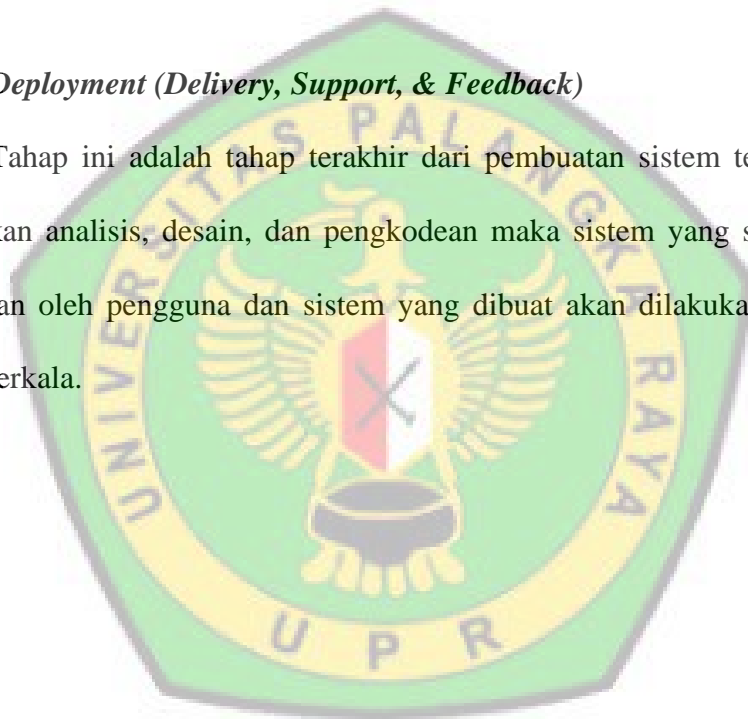 Deployment (Delivery, Support, & Feedback)
Tahap ini adalah tahap terakhir dari pembuatan sistem te
kan analisis, desain, dan pengkodean maka sistem yang s
an oleh pengguna dan sistem yang dibuat akan dilakuka
erkala.
UNIVERSITAS PALANGKA RAYA
UPR